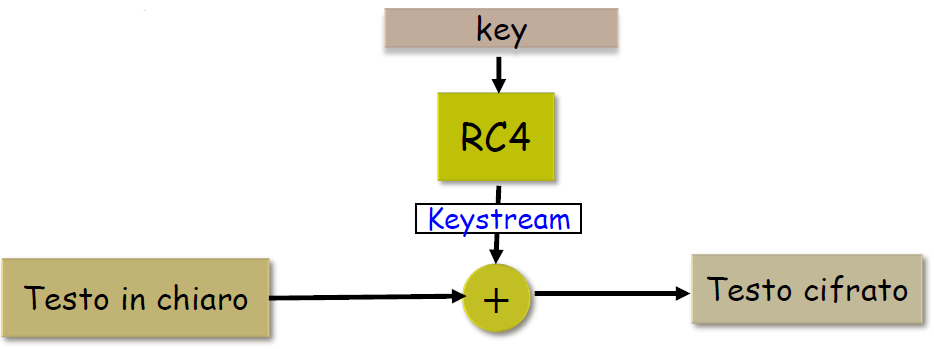 key
RC4
Keystream
Testo in chiaro
+
Testo cifrato